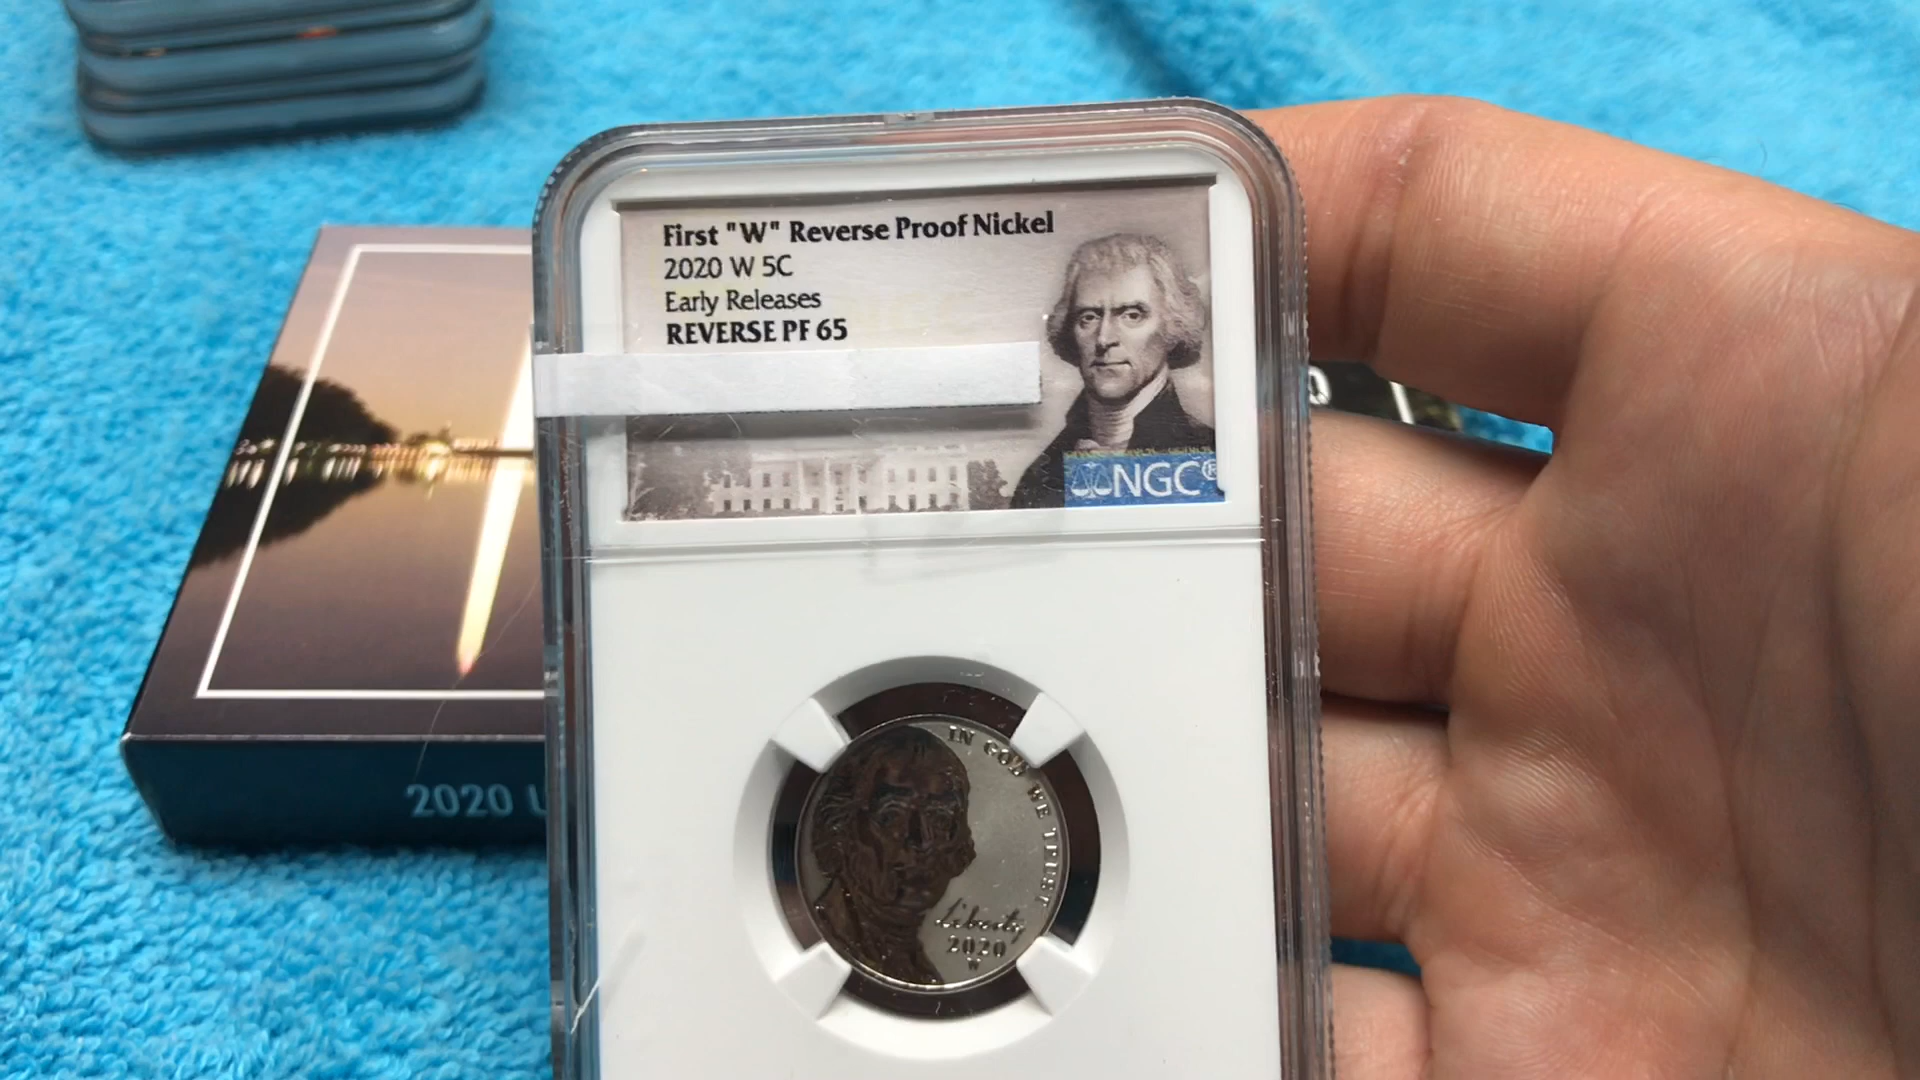 First "W" Reverse Proof Nickel
2020 W 5C
Early Releases
REVERSE PF 65
NGC®
IN GOD WE TRUST
Liberty
2020
W
2020